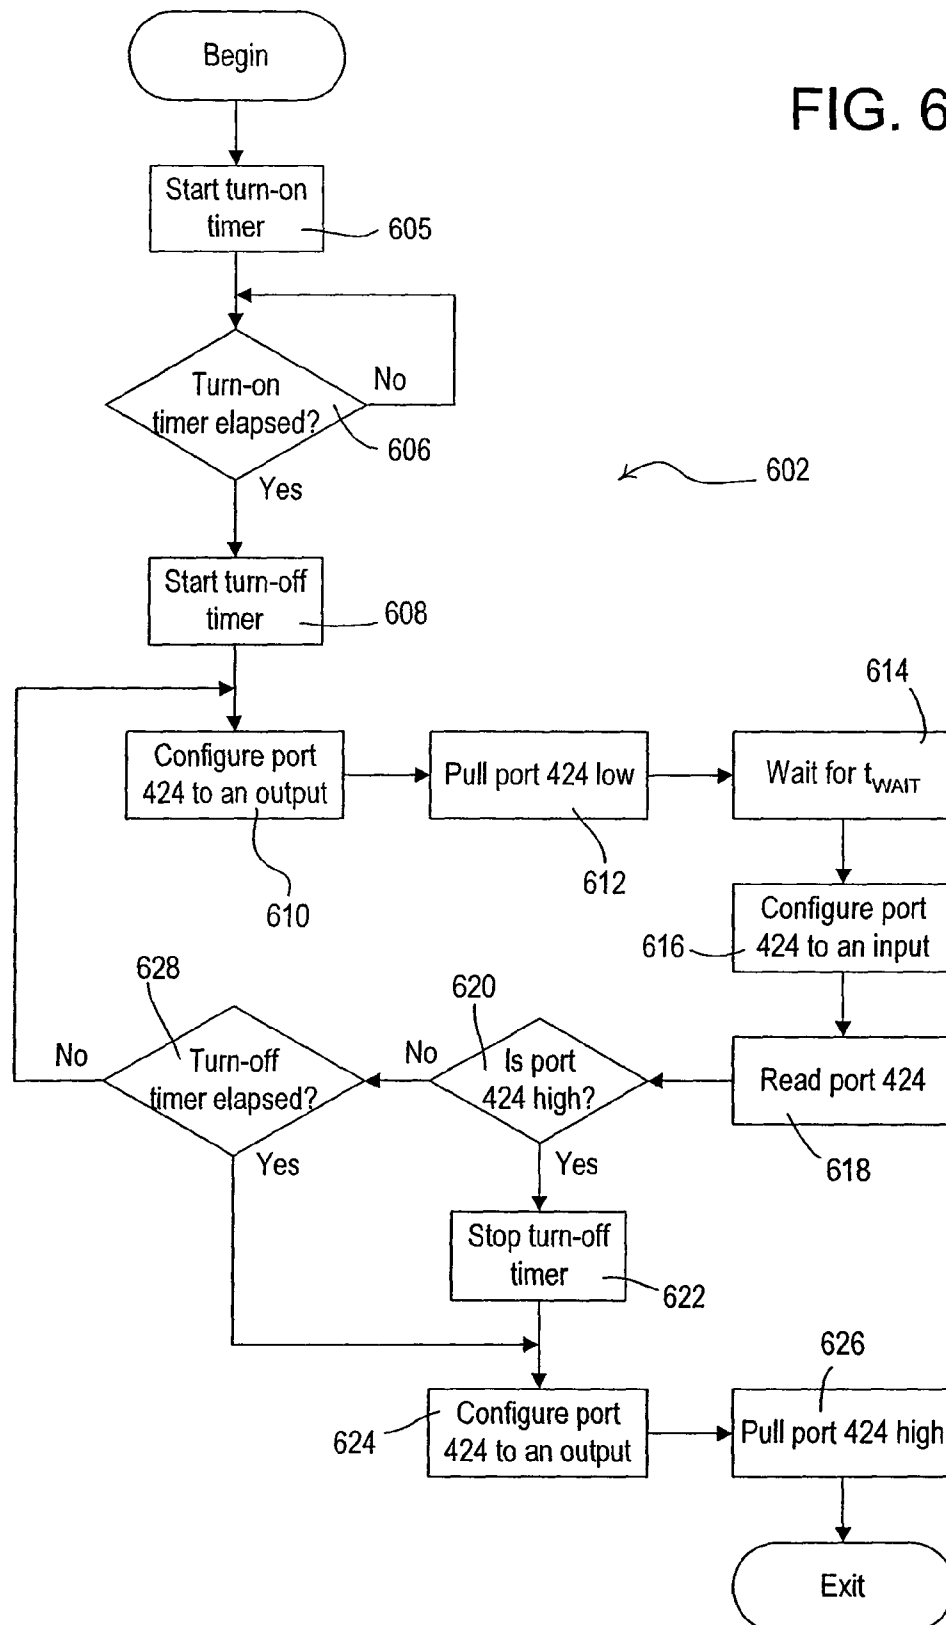 Begin
FIG. 6
Start turn-on
timer
605
Turn-on
timer elapsed?
No
606
Yes
602
Start turn-off
timer
608
614
Configure port
424 to an output
Pull port 424 low
Wait for tWAIT
610
612
Configure port
424 to an input
616
628
620
No
Turn-off
timer elapsed?
No
Is port
424 high?
Read port 424
Yes
Yes
618
Stop turn-off
timer
622
626
Configure port
424 to an output
624
Pull port 424 high
Exit